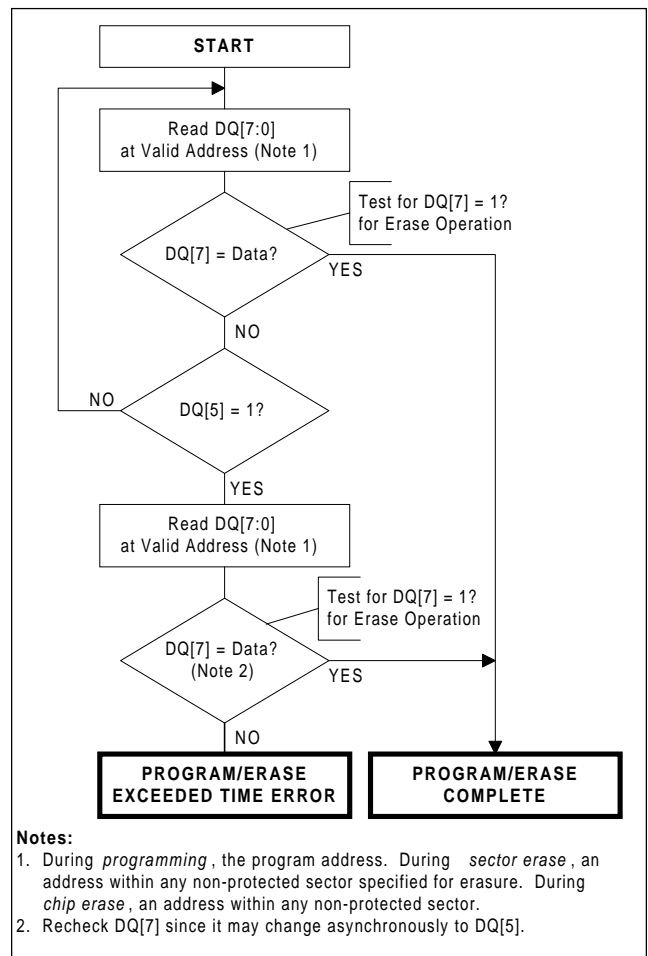 START
Read DQ[7:0]
at Valid Address (Note 1)
Test for DQ[7] = 1?
for Erase Operation
DQ[7] = Data?
YES
NO
NO
DQ[5] = 1?
YES
Read DQ[7:0]
at Valid Address (Note 1)
Test for DQ[7] = 1?
for Erase Operation
DQ[7] = Data?
(Note 2)
YES
NO
PROGRAM/ERASE
EXCEEDED TIME ERROR
PROGRAM/ERASE
COMPLETE
Notes:
1. During programming , the program address. During sector erase , an
address within any non-protected sector specified for erasure. During
chip erase , an address within any non-protected sector.
2. Recheck DQ[7] since it may change asynchronously to DQ[5].